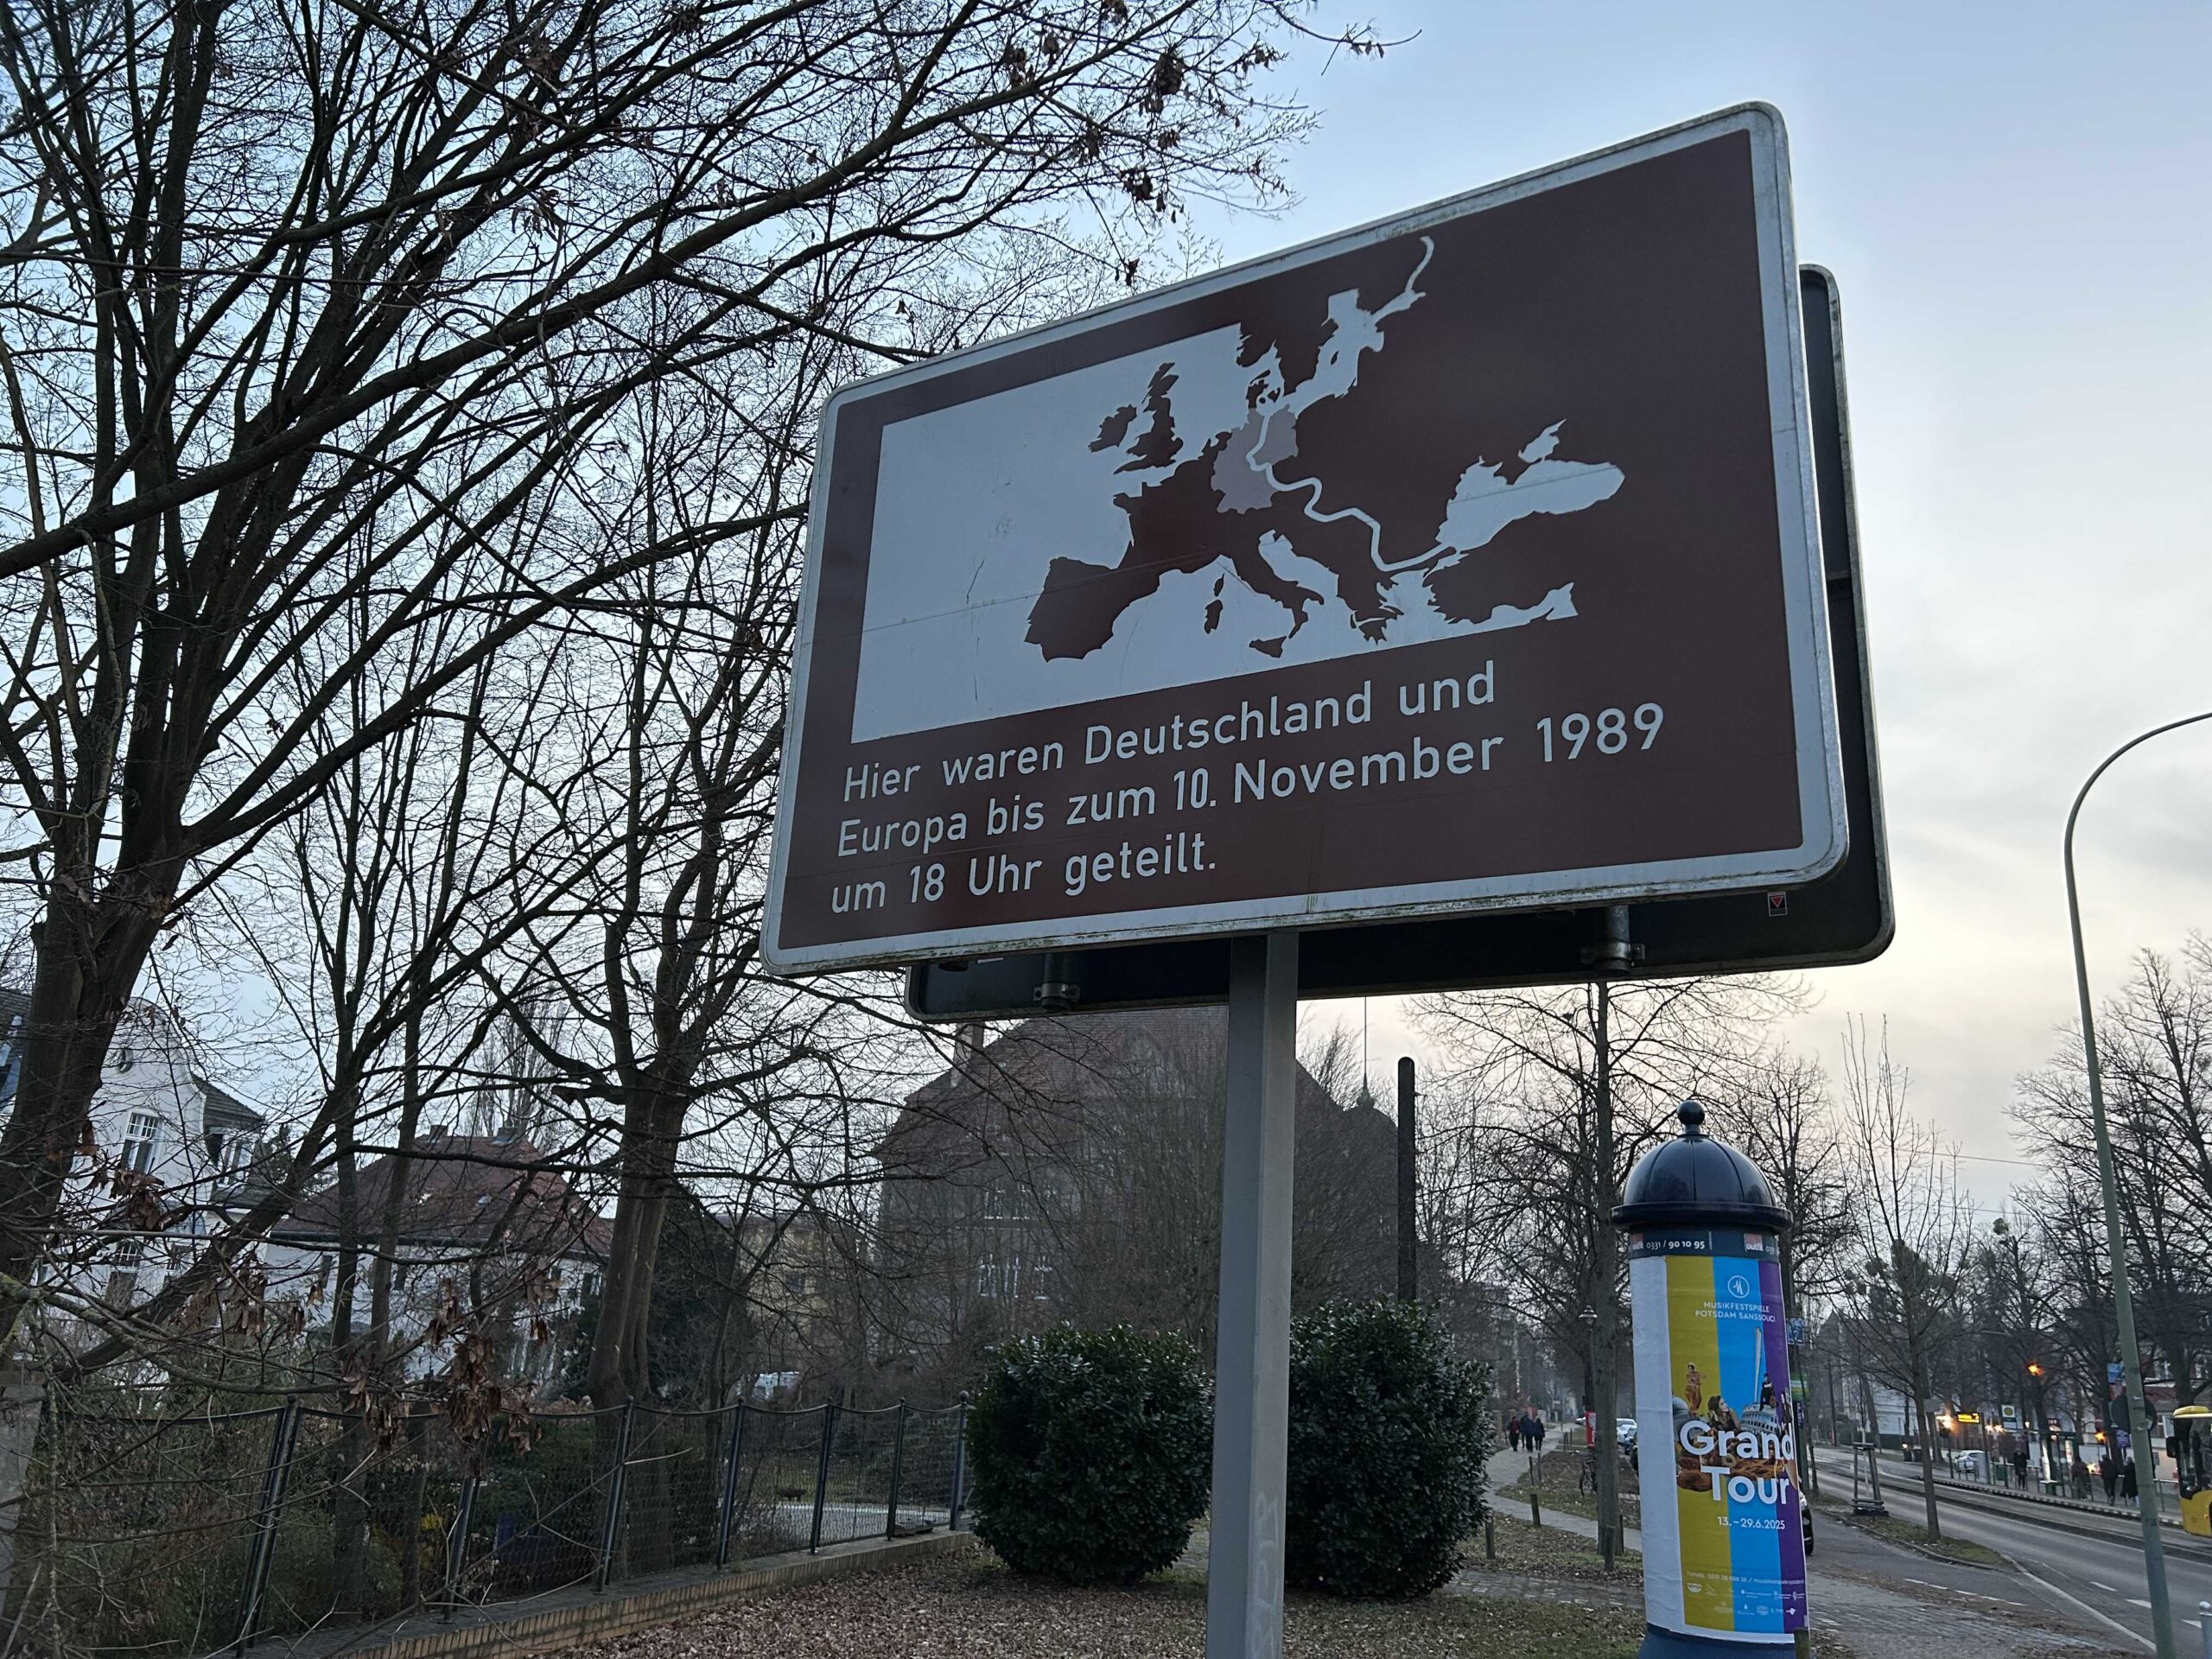 Hier waren Deutschland und
Europa bis zum 10. November 1989
um 18 Uhr geteilt.
0331 / 90 10 95
MUSIKFESTSPIELE
POTSDAM SANSSOUCI
Grand
Tour
13.–29.6.2025